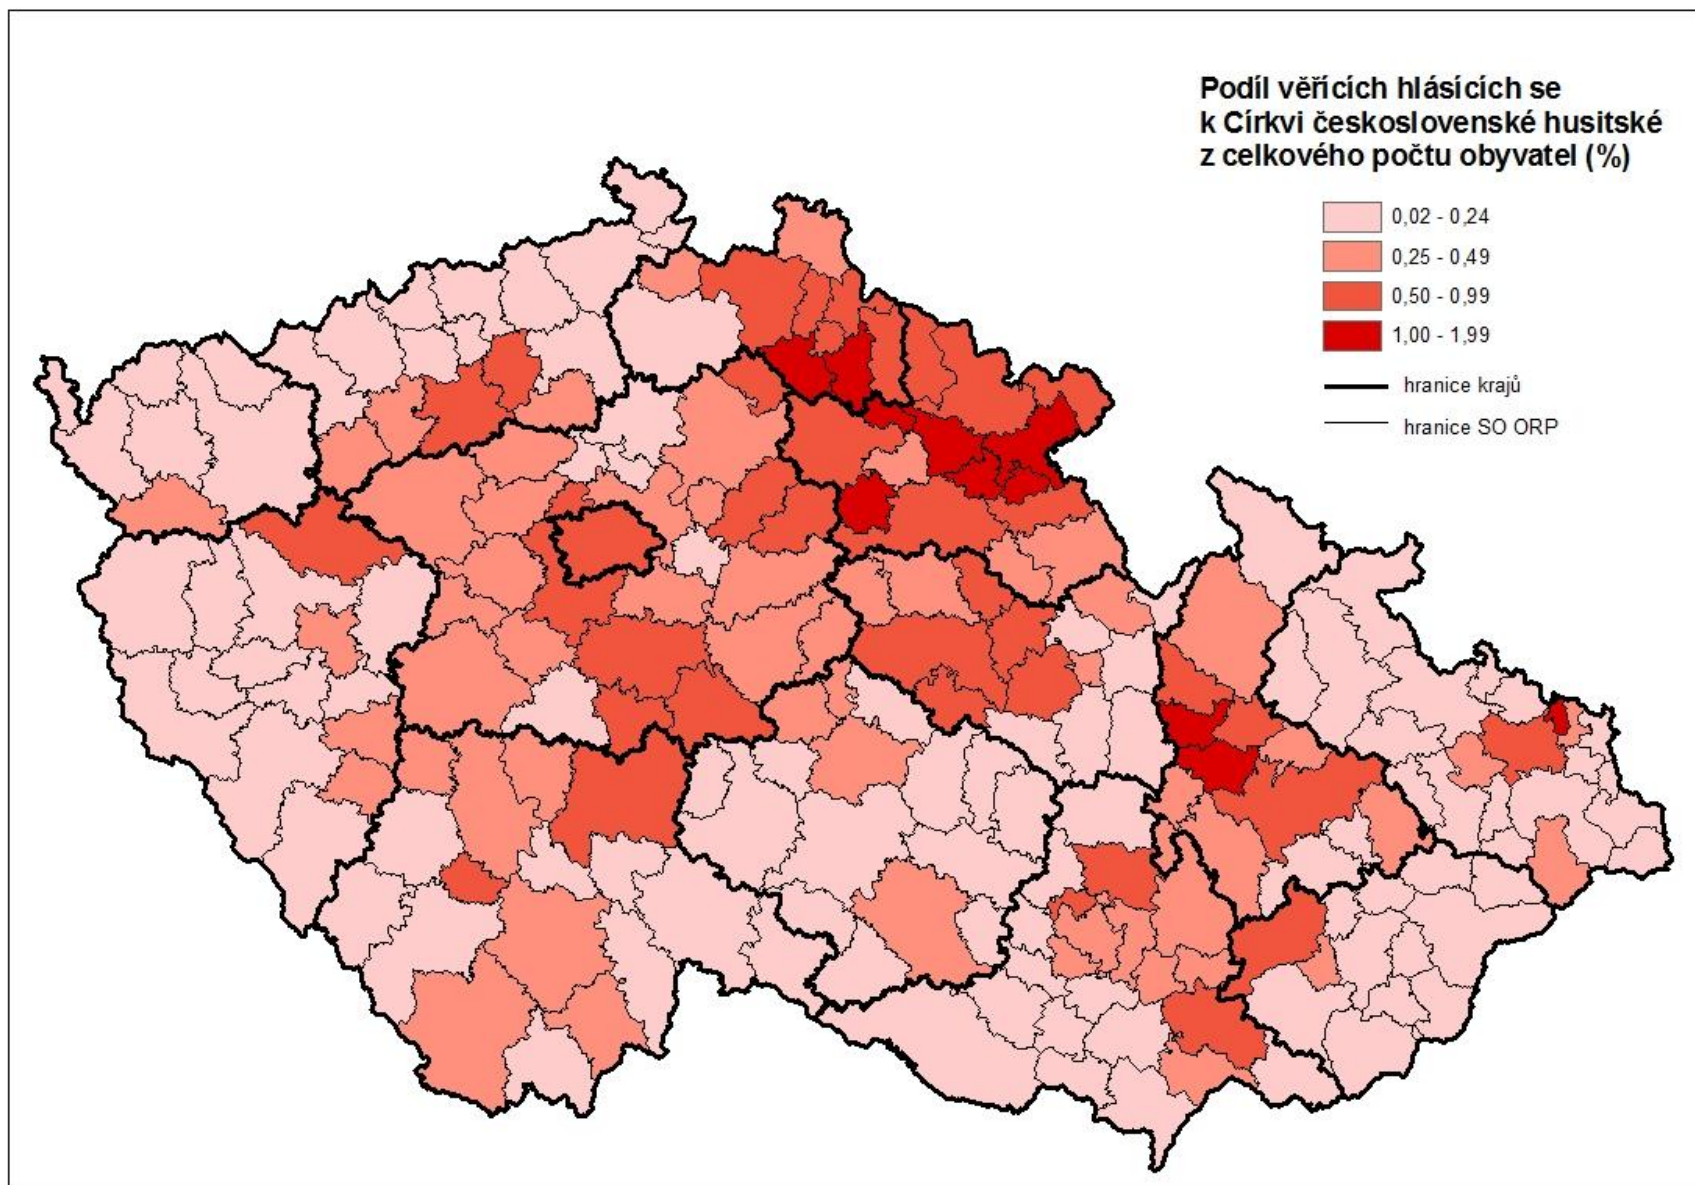 Podíl věřících hlásících se
k Církvi československé husitské
z celkového počtu obyvatel (%)
0,02 - 0,24
0,25 - 0,49
0,50 - 0,99
1,00 - 1,99
hranice krajů
hranice SO ORP